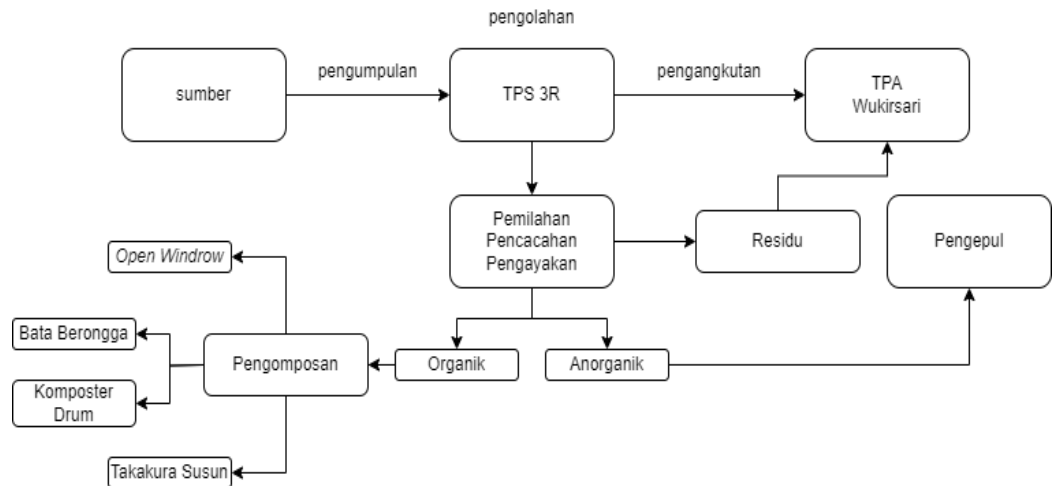 pengolahan
sumber
pengumpulan
TPS 3R
pengangkutan
TPA
Wukirsari
Pemilahan
Pencacahan
Pengayakan
Residu
Pengepul
Open Windrow
Bata Berongga
Komposter
Drum
Pengomposan
Organik
Anorganik
Takakura Susun